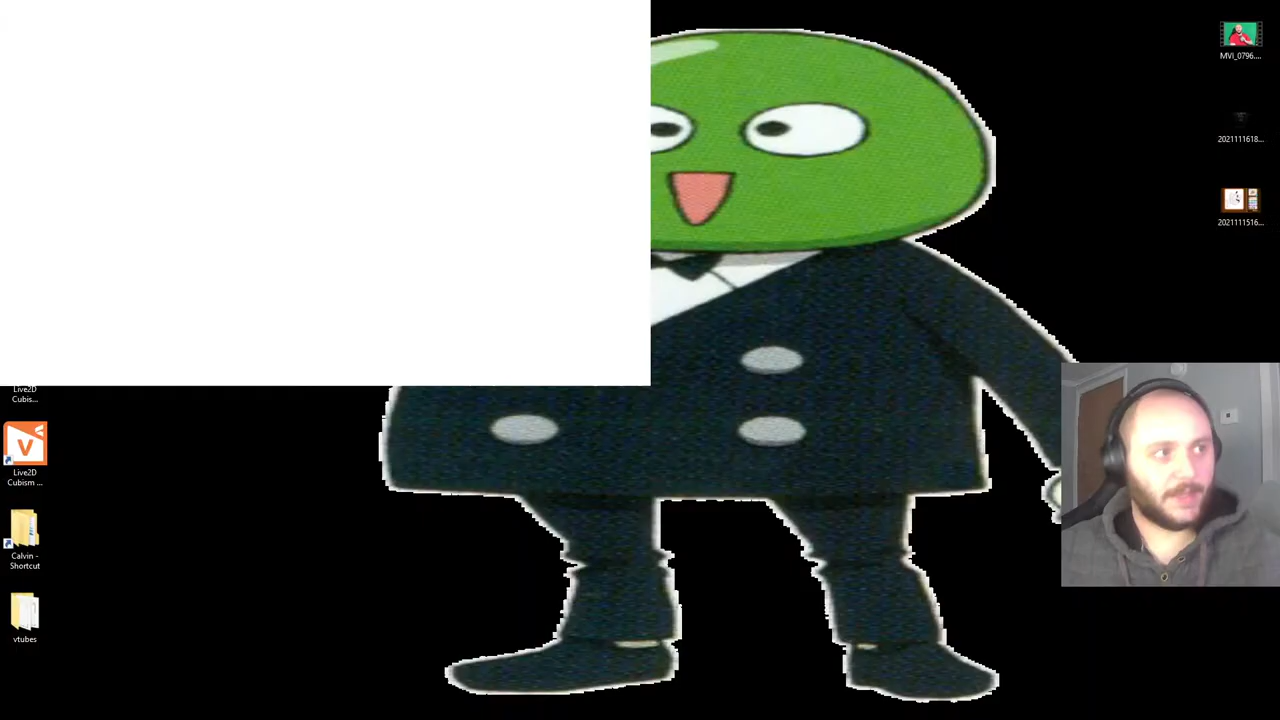 MVI_0796....
2021111618...
2021111516...
Live2D
Cubis...
V
Live2D
Cubism ...
Calvin -
Shortcut
vtubes